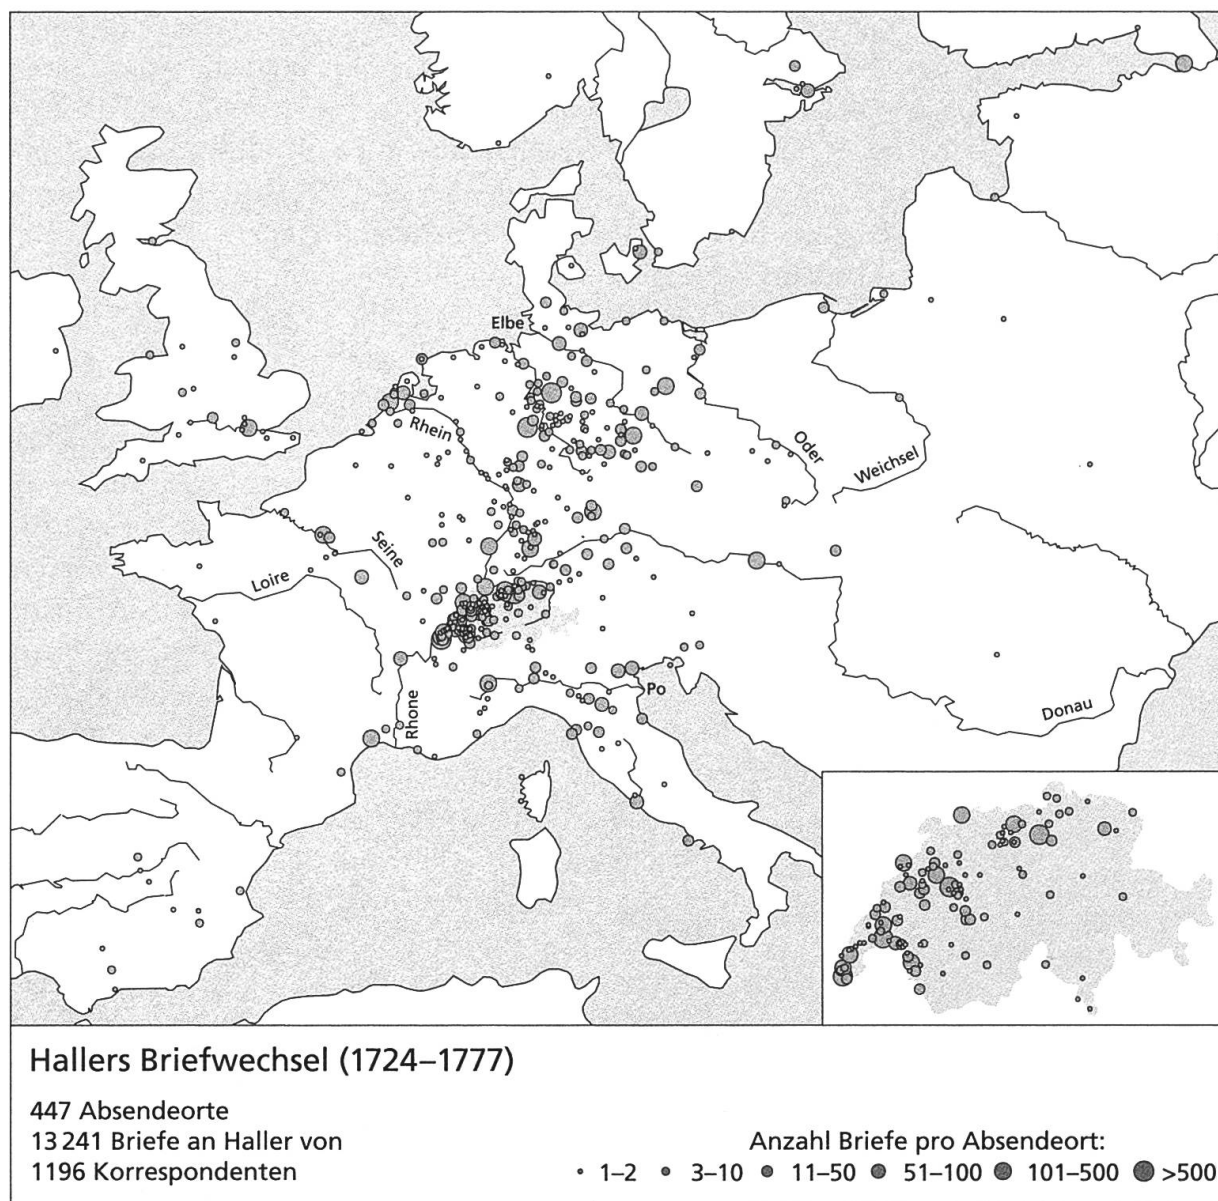 Elbe
Rhein
Oder
Weichsel
Seine
Loire
Rhone
Po
Donau
Hallers Briefwechsel (1724–1777)
447 Absendeorte
13 241 Briefe an Haller von
1196 Korrespondenten
Anzahl Briefe pro Absendeort:
1–2 3–10 11–50 51–100 101–500 >500